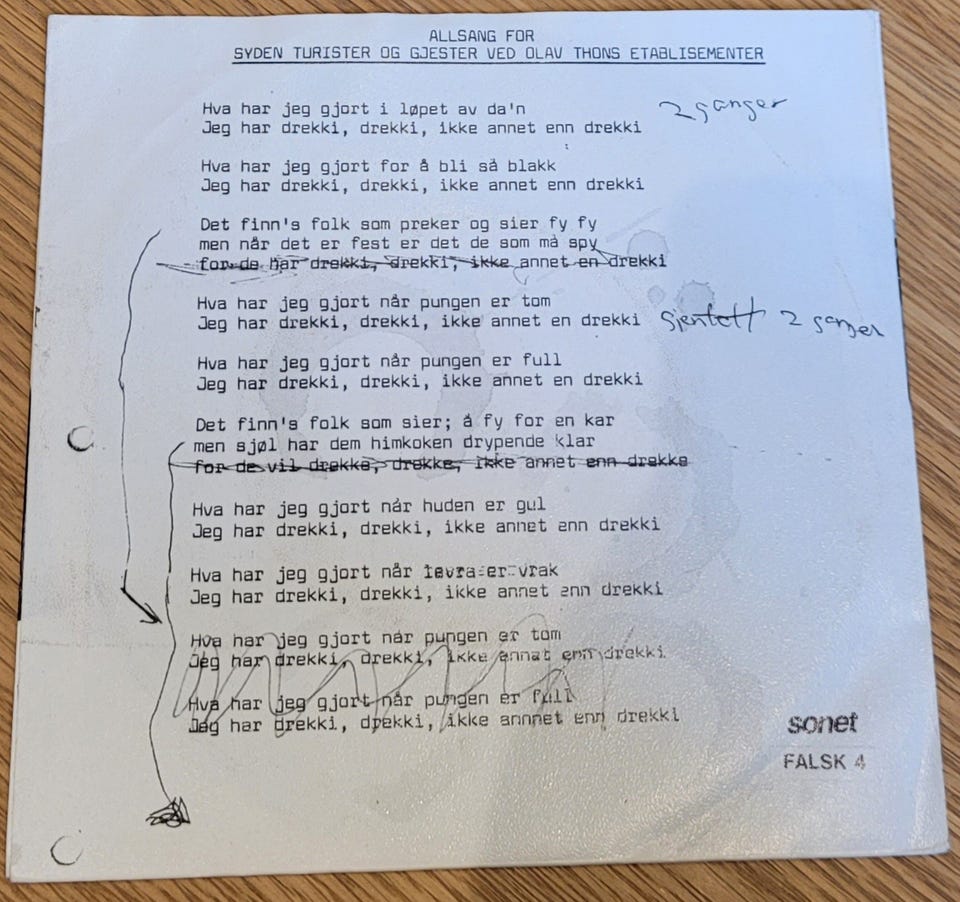 ALLSANG FOR
SYDEN TURISTER OG GJESTER VED OLAV THONS ETABLISEMENTER
Hva har jeg gjort i løpet av da'n 2 ganger
Jeg har drekki, drekki, ikke annet enn drekki
Hva har jeg gjort for å bli så blakk
Jeg har drekki, drekki, ikke annet enn drekki
Det finn's folk som preker og sier fy fy
men når det er fest er det de som må spy
for de har drekki, drekki, ikke annet en drekki
Hva har jeg gjort når pungen er tom
Jeg har drekki, drekki, ikke annet en drekki 2 ganger
Hva har jeg gjort når pungen er full
Jeg har drekki, drekki, ikke annet en drekki
Det finn's folk som sier; å fy for en kar
men sjøl har dem himkoken drypende klar
for de vil drekke, drekke, ikke annet enn drekke
Hva har jeg gjort når huden er gul
Jeg har drekki, drekki, ikke annet enn drekki
Hva har jeg gjort når levra er vrak
Jeg har drekki, drekki, ikke annet enn drekki
Hva har jeg gjort når pungen er tom
Jeg har drekki, drekki, ikke annat enn drekki
Hva har jeg gjort når pungen er full
Jeg har drekki, drekki, ikke annnet enn drekki
sonet
FALSK 4